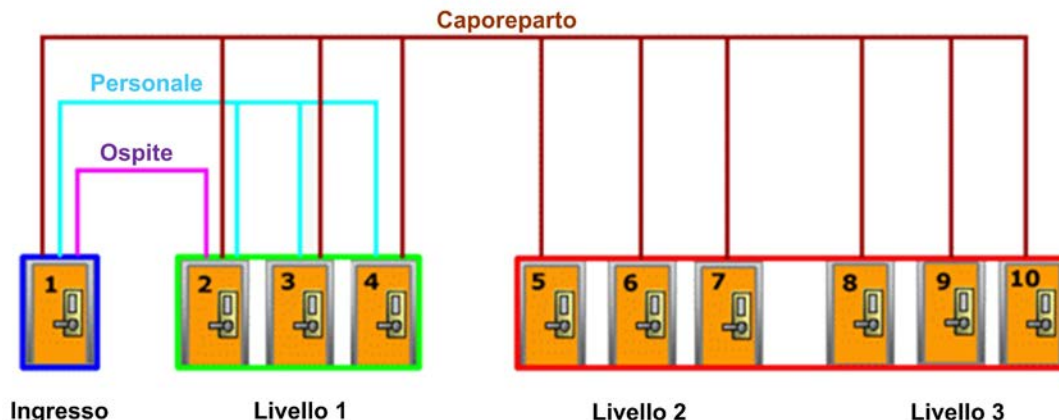 Caporeparto
Personale
Ospite
1 2 3 4 5 6 7 8 9 10
Ingresso Livello 1 Livello 2 Livello 3